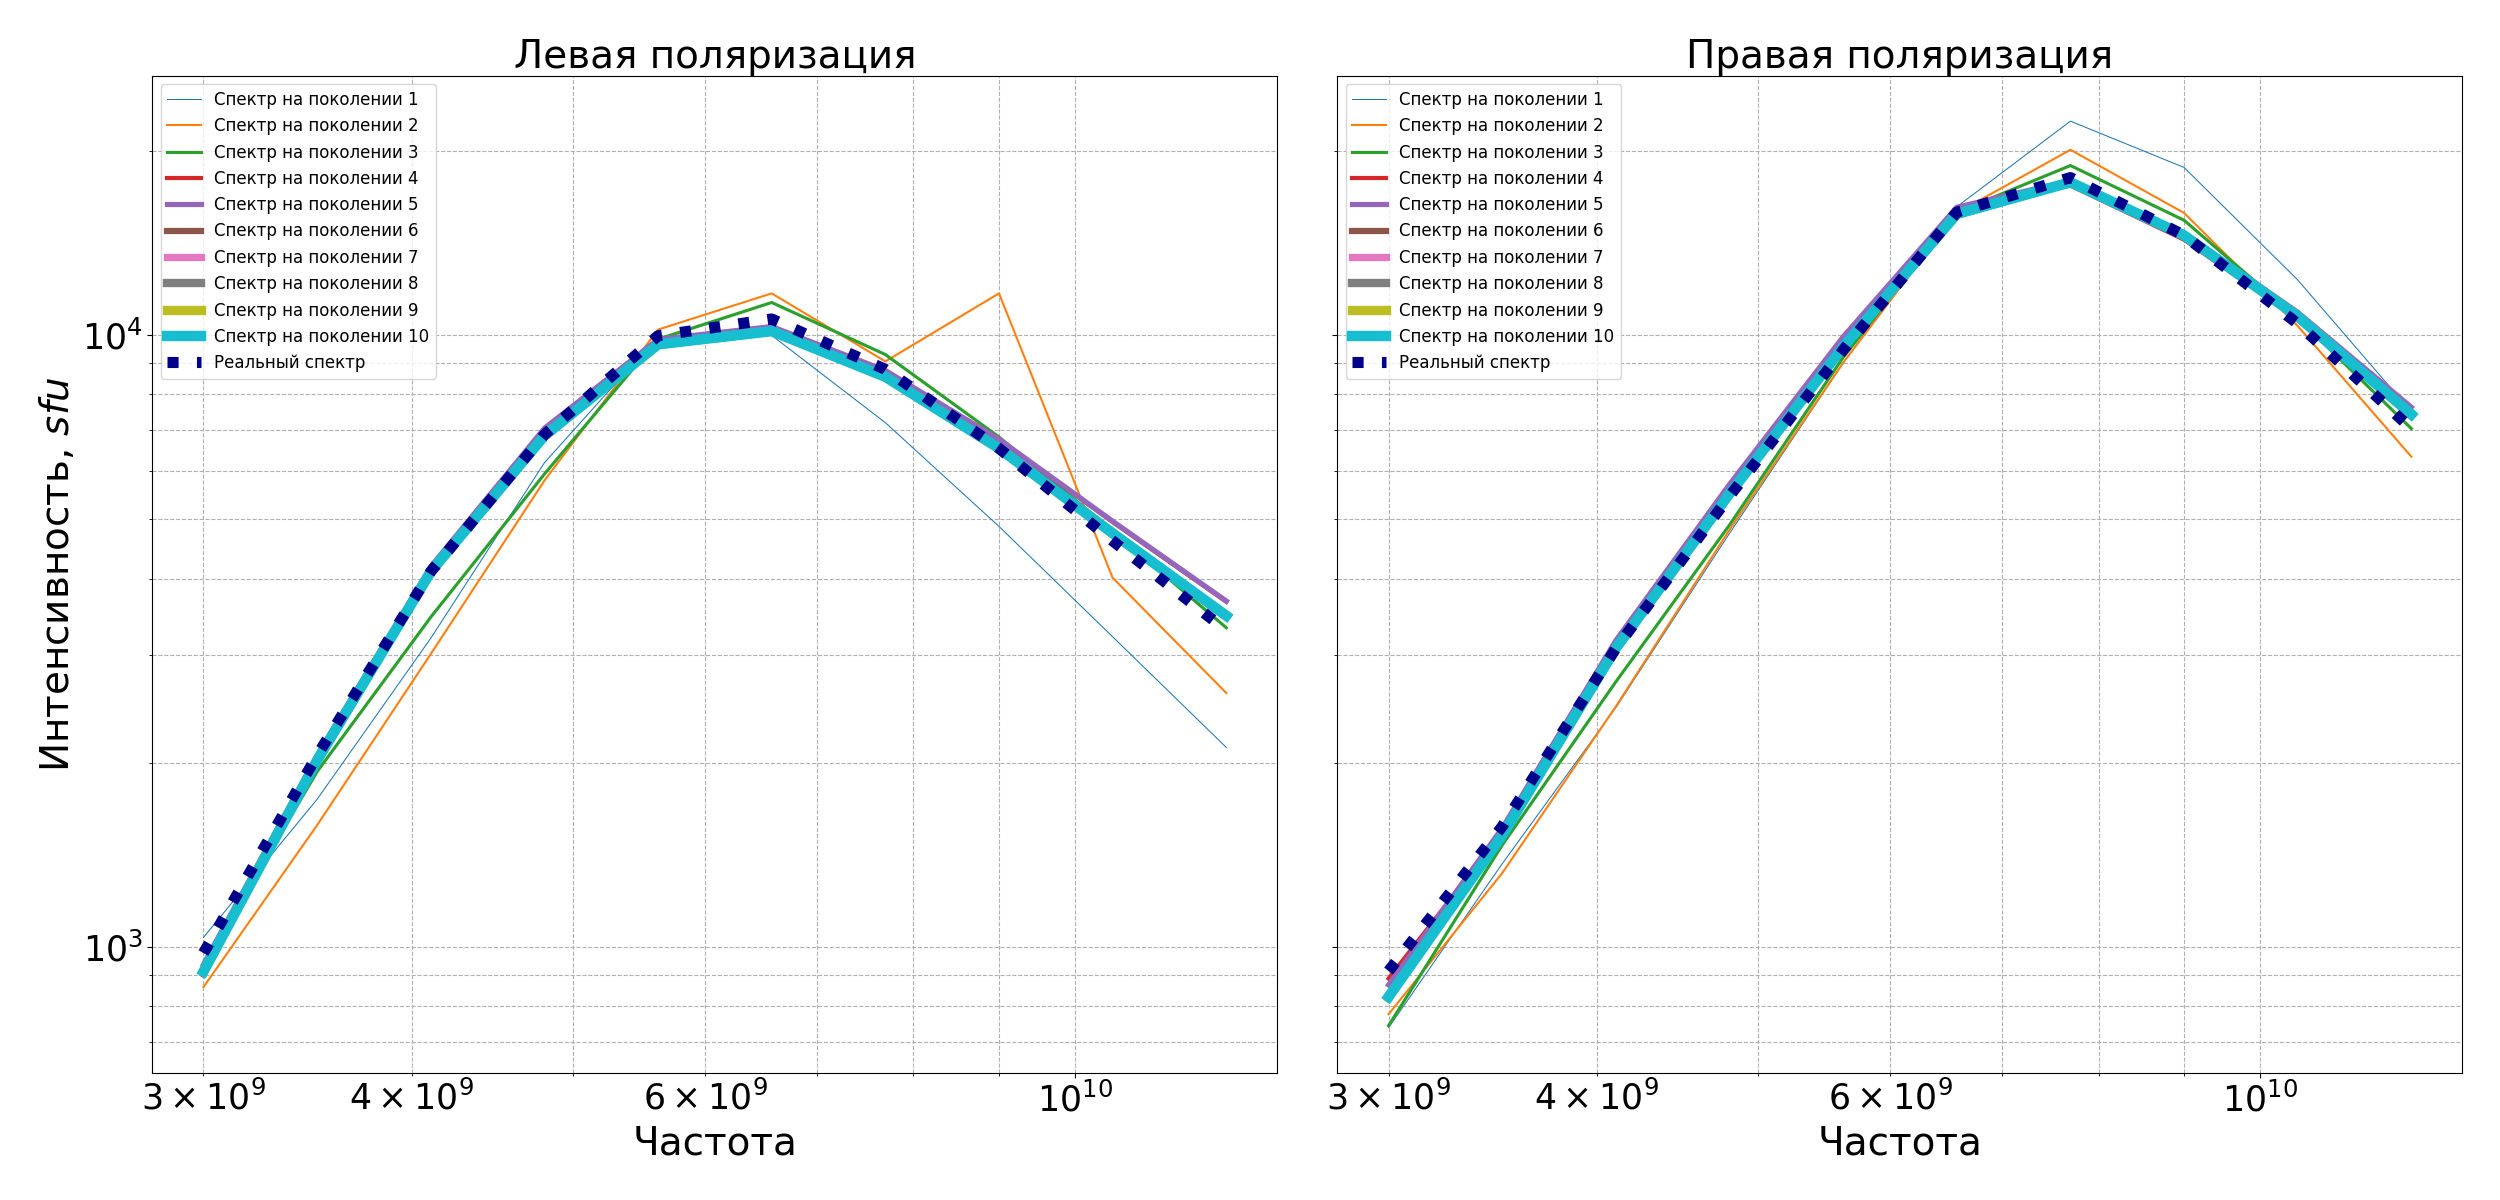 Левая поляризация
Спектр на поколении 1
Спектр на поколении 2
Спектр на поколении 3
Спектр на поколении 4
Спектр на поколении 5
Спектр на поколении 6
Спектр на поколении 7
Спектр на поколении 8
Спектр на поколении 9
Спектр на поколении 10
Реальный спектр
Интенсивность, sfu
10⁴
10³
3 × 10⁹
4 × 10⁹
6 × 10⁹
10¹⁰
Частота
Правая поляризация
Спектр на поколении 1
Спектр на поколении 2
Спектр на поколении 3
Спектр на поколении 4
Спектр на поколении 5
Спектр на поколении 6
Спектр на поколении 7
Спектр на поколении 8
Спектр на поколении 9
Спектр на поколении 10
Реальный спектр
3 × 10⁹
4 × 10⁹
6 × 10⁹
10¹⁰
Частота